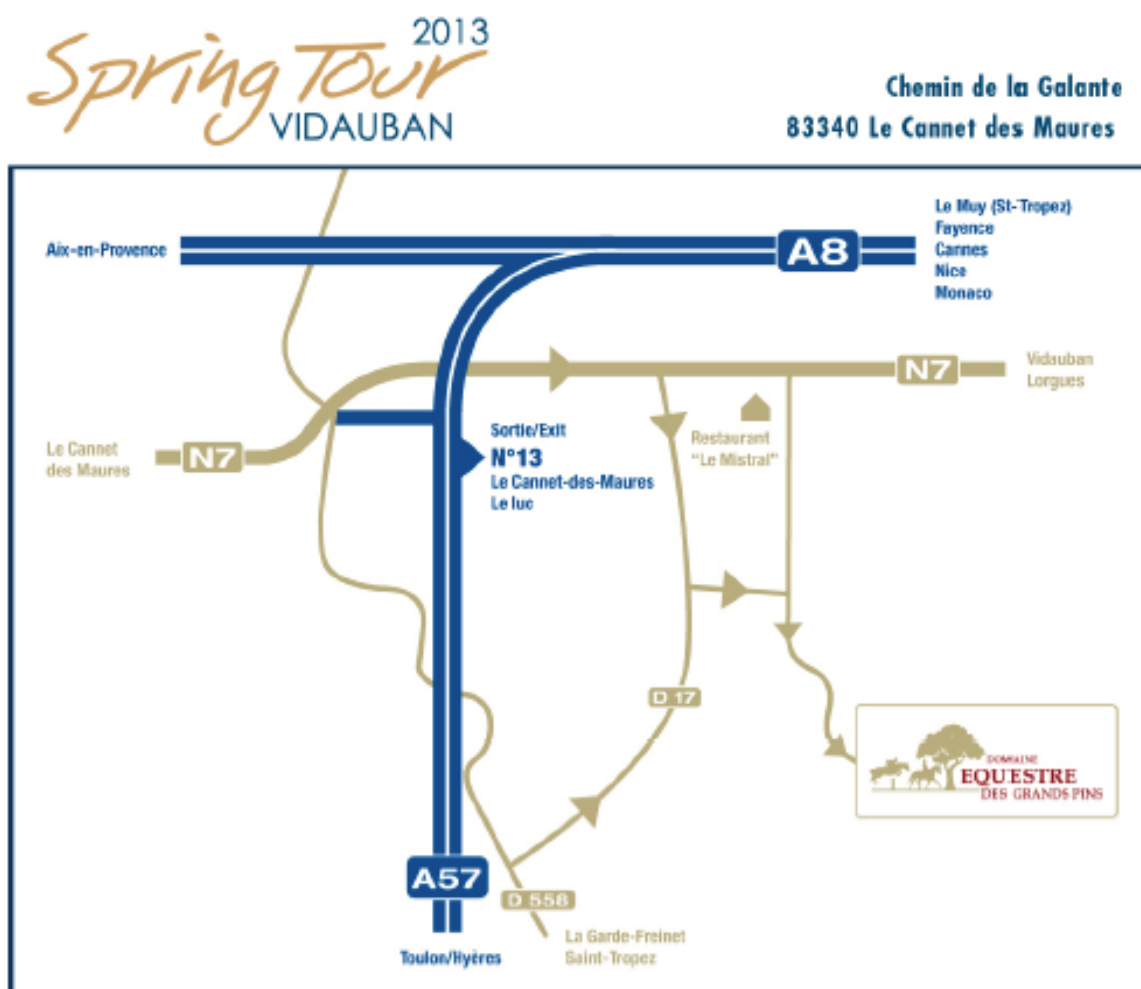 2013
Spring Tour
VIDAUBAN
Chemin de la Galante
83340 Le Cannet des Maures
Aix-en-Provence
A8
Le Muy (St-Tropez)
Fayence
Cannes
Nice
Monaco
N7
Vidauban
Lorgues
Le Cannet
des Maures
N7
Sortie/Exit
N°13
Le Cannet-des-Maures
Le luc
Restaurant
"Le Mistral"
D 17
DOMAINE
EQUESTRE
DES GRANDS PINS
A57
D 558
La Garde-Freinet
Saint-Tropez
Toulon/Hyères